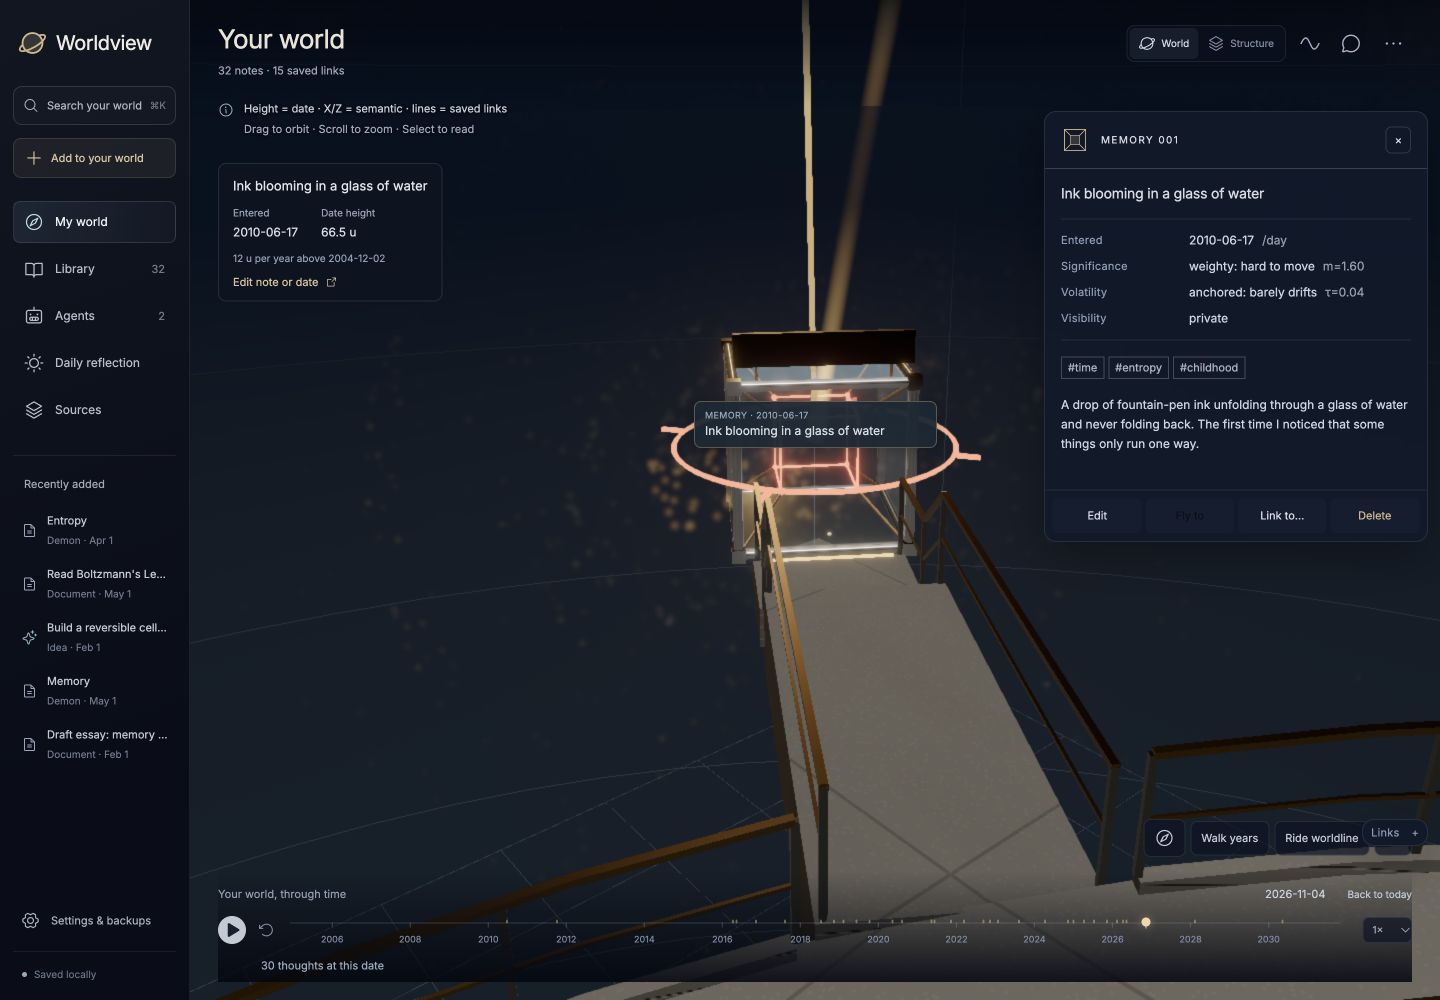 Worldview
Search your world ⌘K
Add to your world
My world
Library 32
Agents 2
Daily reflection
Sources
Recently added
Entropy
Demon · Apr 1
Read Boltzmann's Le...
Document · May 1
Build a reversible cell...
Idea · Feb 1
Memory
Demon · May 1
Draft essay: memory ...
Document · Feb 1
Settings & backups
Saved locally
Your world
32 notes · 15 saved links
Height = date · X/Z = semantic · lines = saved links
Drag to orbit · Scroll to zoom · Select to read
Ink blooming in a glass of water
Entered Date height
2010-06-17 66.5 u
12 u per year above 2004-12-02
Edit note or date
World Structure
MEMORY · 2010-06-17
Ink blooming in a glass of water
MEMORY 001
×
Ink blooming in a glass of water
Entered 2010-06-17 /day
Significance weighty: hard to move m=1.60
Volatility anchored: barely drifts τ=0.04
Visibility private
#time #entropy #childhood
A drop of fountain-pen ink unfolding through a glass of water
and never folding back. The first time I noticed that some
things only run one way.
Edit Fly to Link to... Delete
Walk years Ride worldline Links +
Your world, through time 2026-11-04 Back to today
2006 2008 2010 2012 2014 2016 2018 2020 2022 2024 2026 2028 2030 1×
30 thoughts at this date